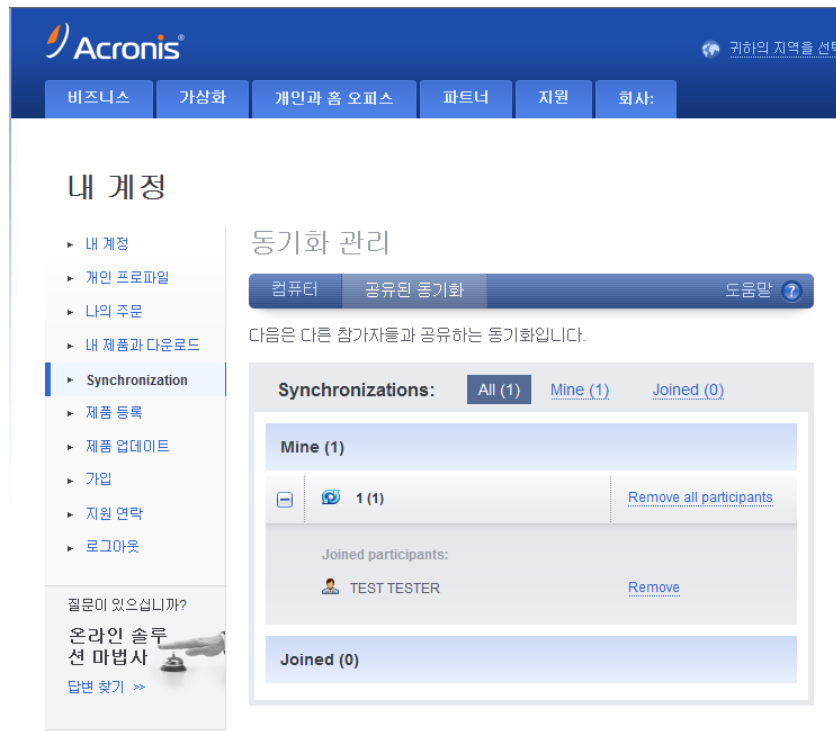 Acronis®
귀하의 지역을
비즈니스 가상화 개인과 홈 오피스 파트너 지원 회사:
내 계정
내 계정
개인 프로파일
나의 주문
내 제품과 다운로드
Synchronization
제품 등록
제품 업데이트
가입
지원 연락
로그아웃
질문이 있으십니까?
온라인 솔루
션 마법사
답변 찾기 >>
동기화 관리
컴퓨터 공유된 동기화 도움말 ?
다음은 다른 참가자들과 공유하는 동기화입니다.
Synchronizations: All (1) Mine (1) Joined (0)
Mine (1)
1 (1) Remove all participants
Joined participants:
TEST TESTER Remove
Joined (0)